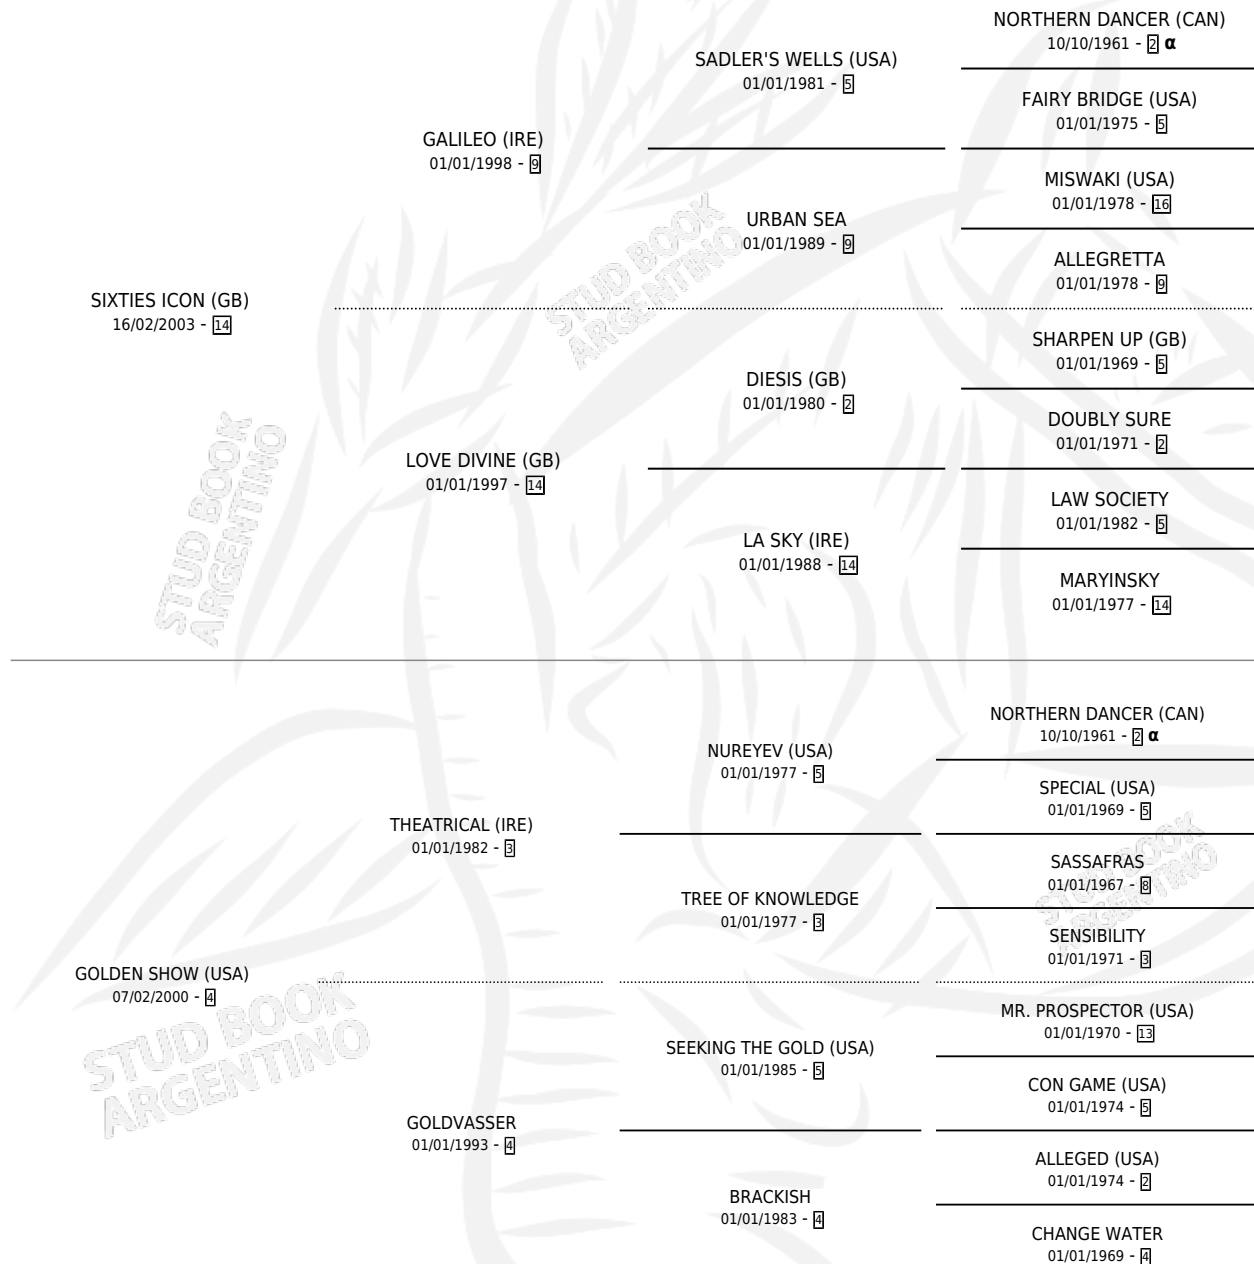 NORTHERN DANCER (CAN)
10/10/1961 - 2 α
SADLER'S WELLS (USA)
01/01/1981 - 5
FAIRY BRIDGE (USA)
01/01/1975 - 5
GALILEO (IRE)
01/01/1998 - 9
MISWAKI (USA)
01/01/1978 - 16
URBAN SEA
01/01/1989 - 9
ALLEGRETTA
01/01/1978 - 9
SIXTIES ICON (GB)
16/02/2003 - 14
STUD BOOK
ARGENTINO
SHARPEN UP (GB)
01/01/1969 - 5
DIESIS (GB)
01/01/1980 - 2
DOUBLY SURE
01/01/1971 - 2
LOVE DIVINE (GB)
01/01/1997 - 14
LAW SOCIETY
01/01/1982 - 5
LA SKY (IRE)
01/01/1988 - 14
MARYINSKY
01/01/1977 - 14
STUD BOOK
ARGENTINO
NORTHERN DANCER (CAN)
10/10/1961 - 2 α
NUREYEV (USA)
01/01/1977 - 5
SPECIAL (USA)
01/01/1969 - 5
THEATRICAL (IRE)
01/01/1982 - 3
SASSAFRAS
01/01/1967 - 8
STUD BOOK
ARGENTINO
TREE OF KNOWLEDGE
01/01/1977 - 3
SENSIBILITY
01/01/1971 - 3
GOLDEN SHOW (USA)
07/02/2000 - 4
STUD BOOK
ARGENTINO
MR. PROSPECTOR (USA)
01/01/1970 - 13
SEEKING THE GOLD (USA)
01/01/1985 - 5
CON GAME (USA)
01/01/1974 - 5
GOLDVASSER
01/01/1993 - 4
ALLEGED (USA)
01/01/1974 - 2
BRACKISH
01/01/1983 - 4
CHANGE WATER
01/01/1969 - 4